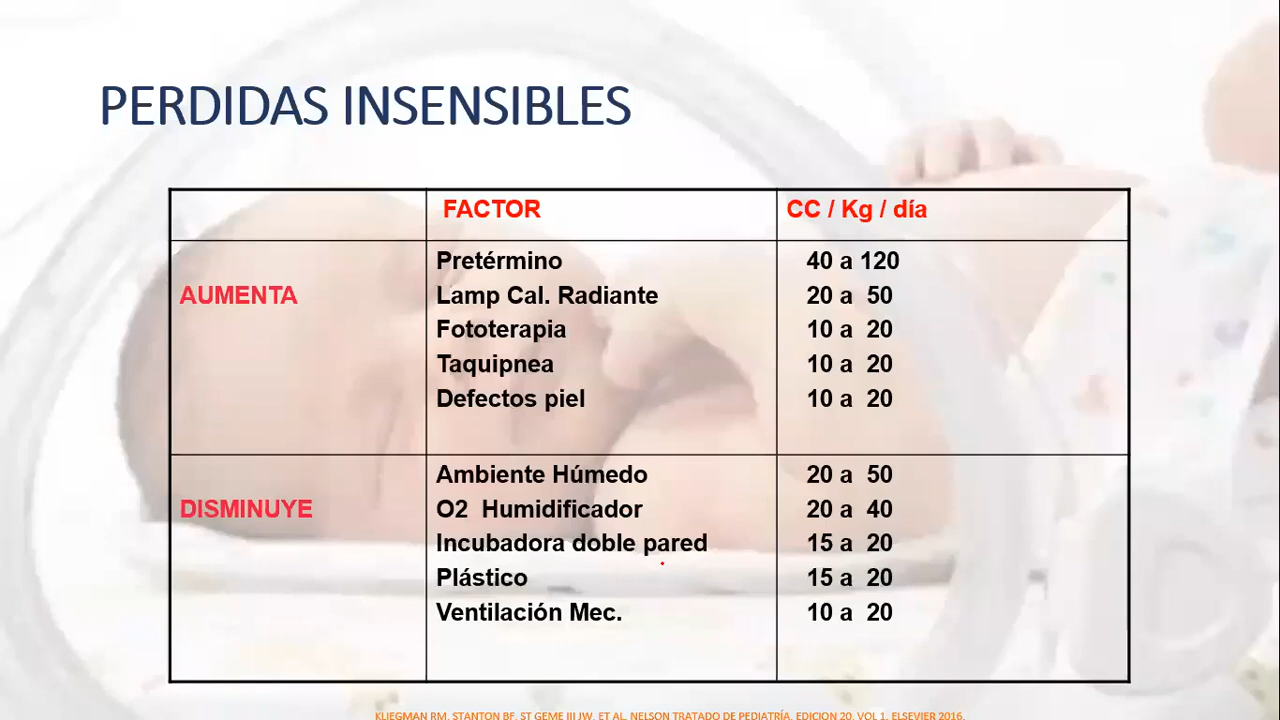 PERDIDAS INSENSIBLES
FACTOR CC / Kg / día
Pretérmino 40 a 120
AUMENTA Lamp Cal. Radiante 20 a 50
Fototerapia 10 a 20
Taquipnea 10 a 20
Defectos piel 10 a 20
Ambiente Húmedo 20 a 50
DISMINUYE O2 Humidificador 20 a 40
Incubadora doble pared 15 a 20
Plástico 15 a 20
Ventilación Mec. 10 a 20
KLIEGMAN RM, STANTON BF, ST GEME III JW, ET AL. NELSON TRATADO DE PEDIATRÍA. EDICION 20. VOL 1. ELSEVIER 2016.